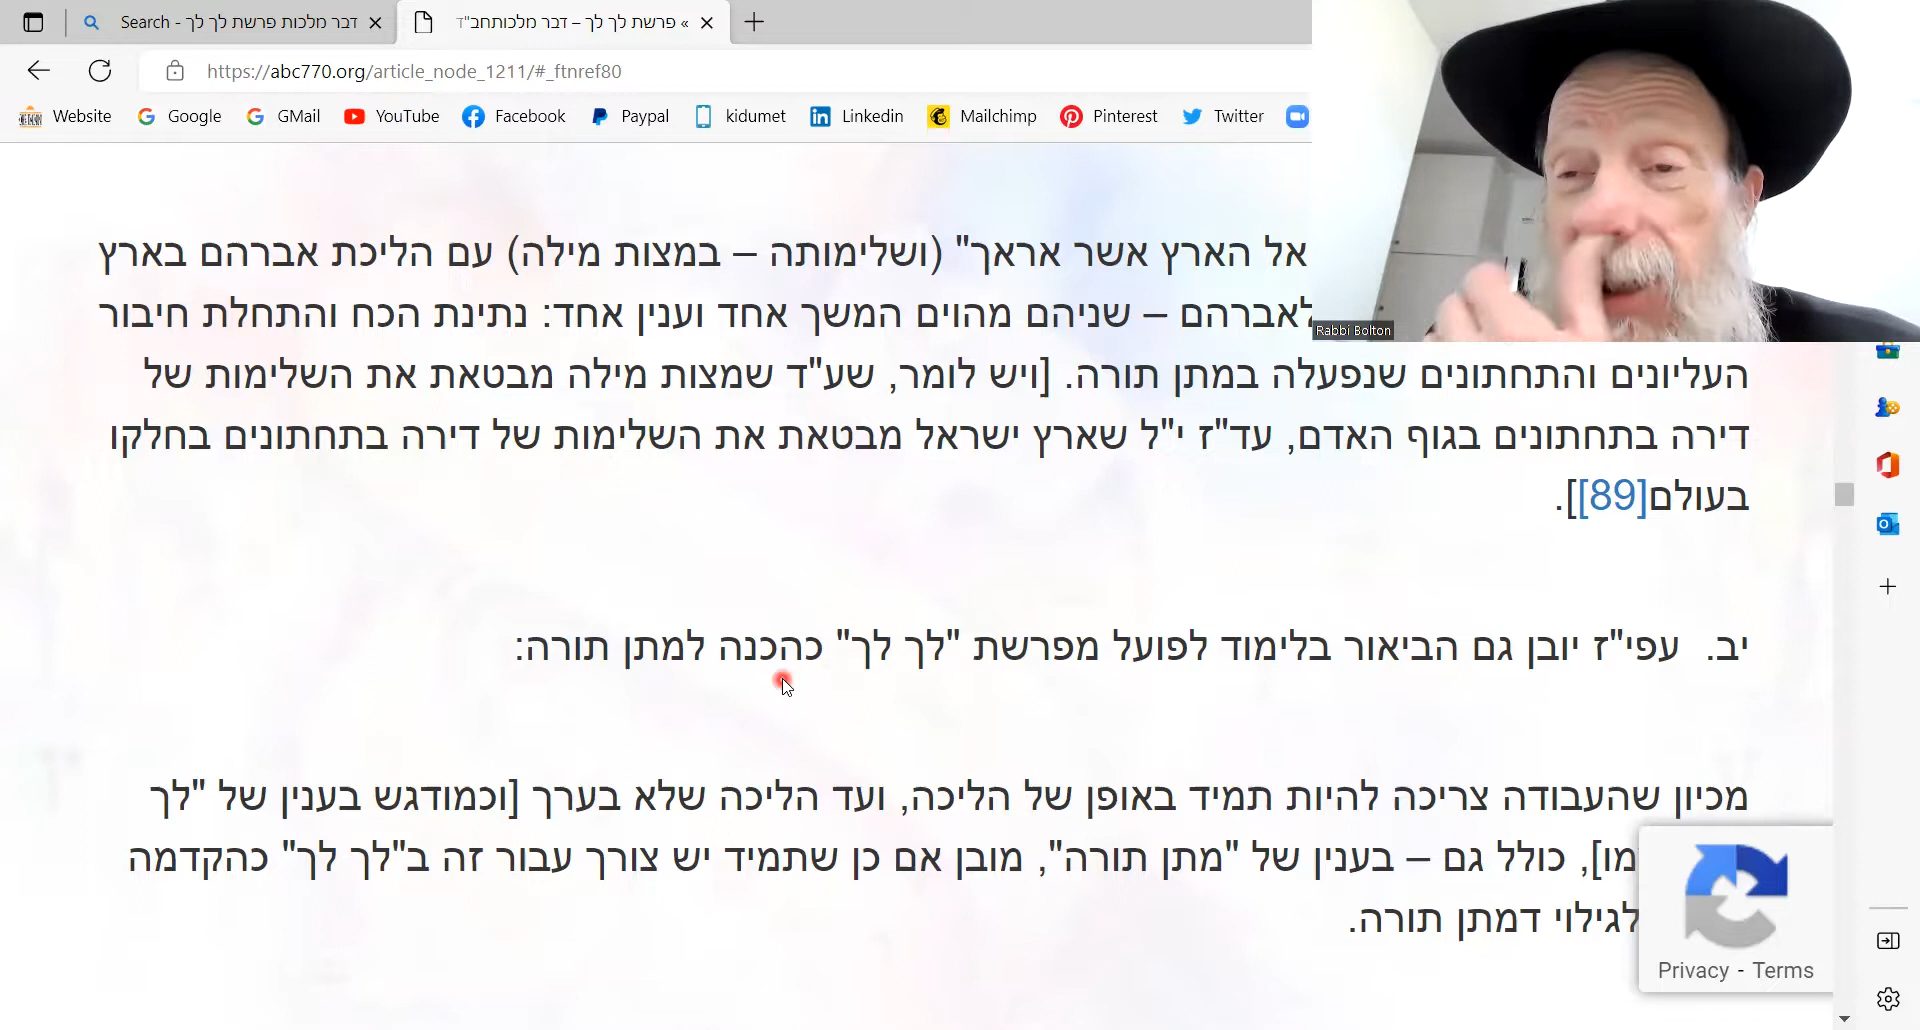 דבר מלכות פרשת לך לך - Search
» פרשת לך לך – דבר מלכותחב"ד
https://abc770.org/article_node_1211/#_ftnref80
Website Google GMail YouTube Facebook Paypal kidumet Linkedin Mailchimp Pinterest Twitter
Rabbi Bolton
אל הארץ אשר אראך" (ושלימותה – במצות מילה) עם הליכת אברהם בארץ
לאברהם – שניהם מהוים המשך אחד וענין אחד: נתינת הכח והתחלת חיבור
העליונים והתחתונים שנפעלה במתן תורה. [ויש לומר, שע"ד שמצות מילה מבטאת את השלימות של
דירה בתחתונים בגוף האדם, עד"ז י"ל שארץ ישראל מבטאת את השלימות של דירה בתחתונים בחלקו
בעולם[89]].
יב. עפי"ז יובן גם הביאור בלימוד לפועל מפרשת "לך לך" כהכנה למתן תורה:
מכיון שהעבודה צריכה להיות תמיד באופן של הליכה, ועד הליכה שלא בערך [וכמודגש בענין של "לך
מו], כולל גם – בענין של "מתן תורה", מובן אם כן שתמיד יש צורך עבור זה ב"לך לך" כהקדמה
לגילוי דמתן תורה.
Privacy - Terms